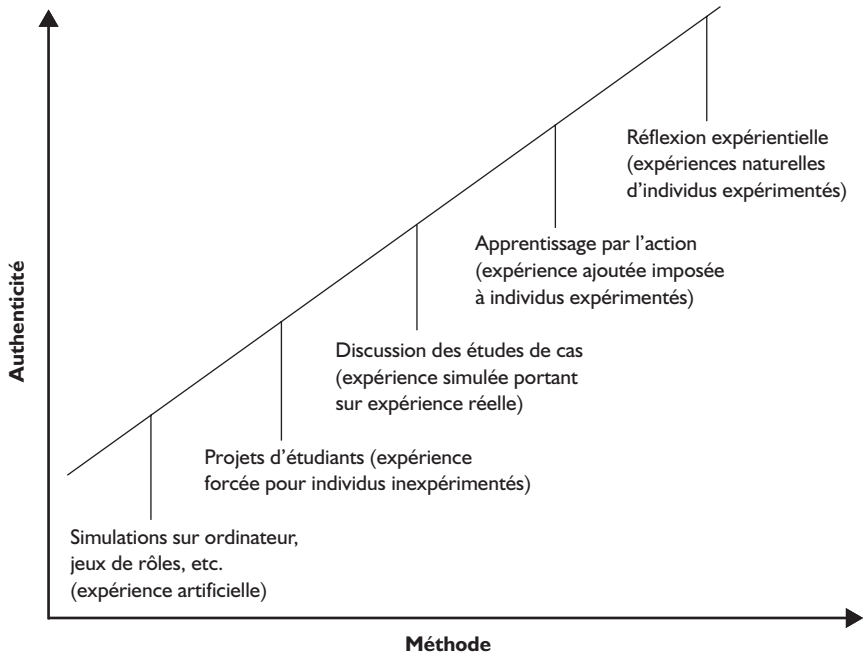 Authenticité
Réflexion expérientielle
(expériences naturelles
d’individus expérimentés)
Apprentissage par l’action
(expérience ajoutée imposée
à individus expérimentés)
Discussion des études de cas
(expérience simulée portant
sur expérience réelle)
Projets d’étudiants (expérience
forcée pour individus inexpérimentés)
Simulations sur ordinateur,
jeux de rôles, etc.
(expérience artificielle)
Méthode